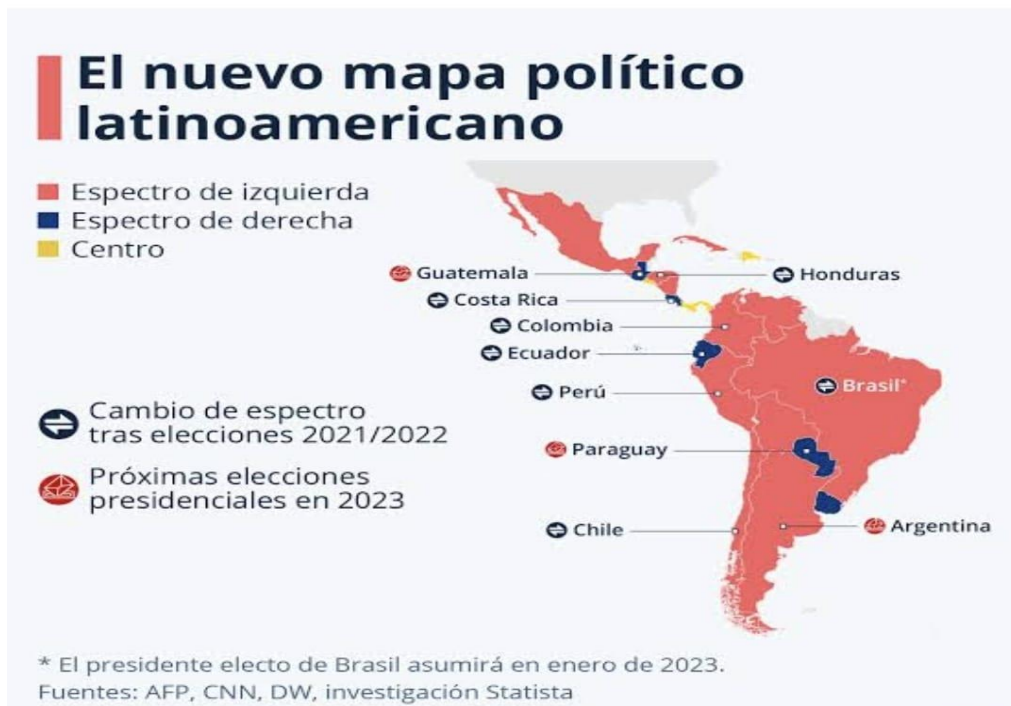 El nuevo mapa político
latinoamericano
Espectro de izquierda
Espectro de derecha
Centro
Guatemala
Honduras
Costa Rica
Colombia
Ecuador
Brasil*
Perú
Cambio de espectro
tras elecciones 2021/2022
Paraguay
Próximas elecciones
presidenciales en 2023
Chile
Argentina
* El presidente electo de Brasil asumirá en enero de 2023.
Fuentes: AFP, CNN, DW, investigación Statista